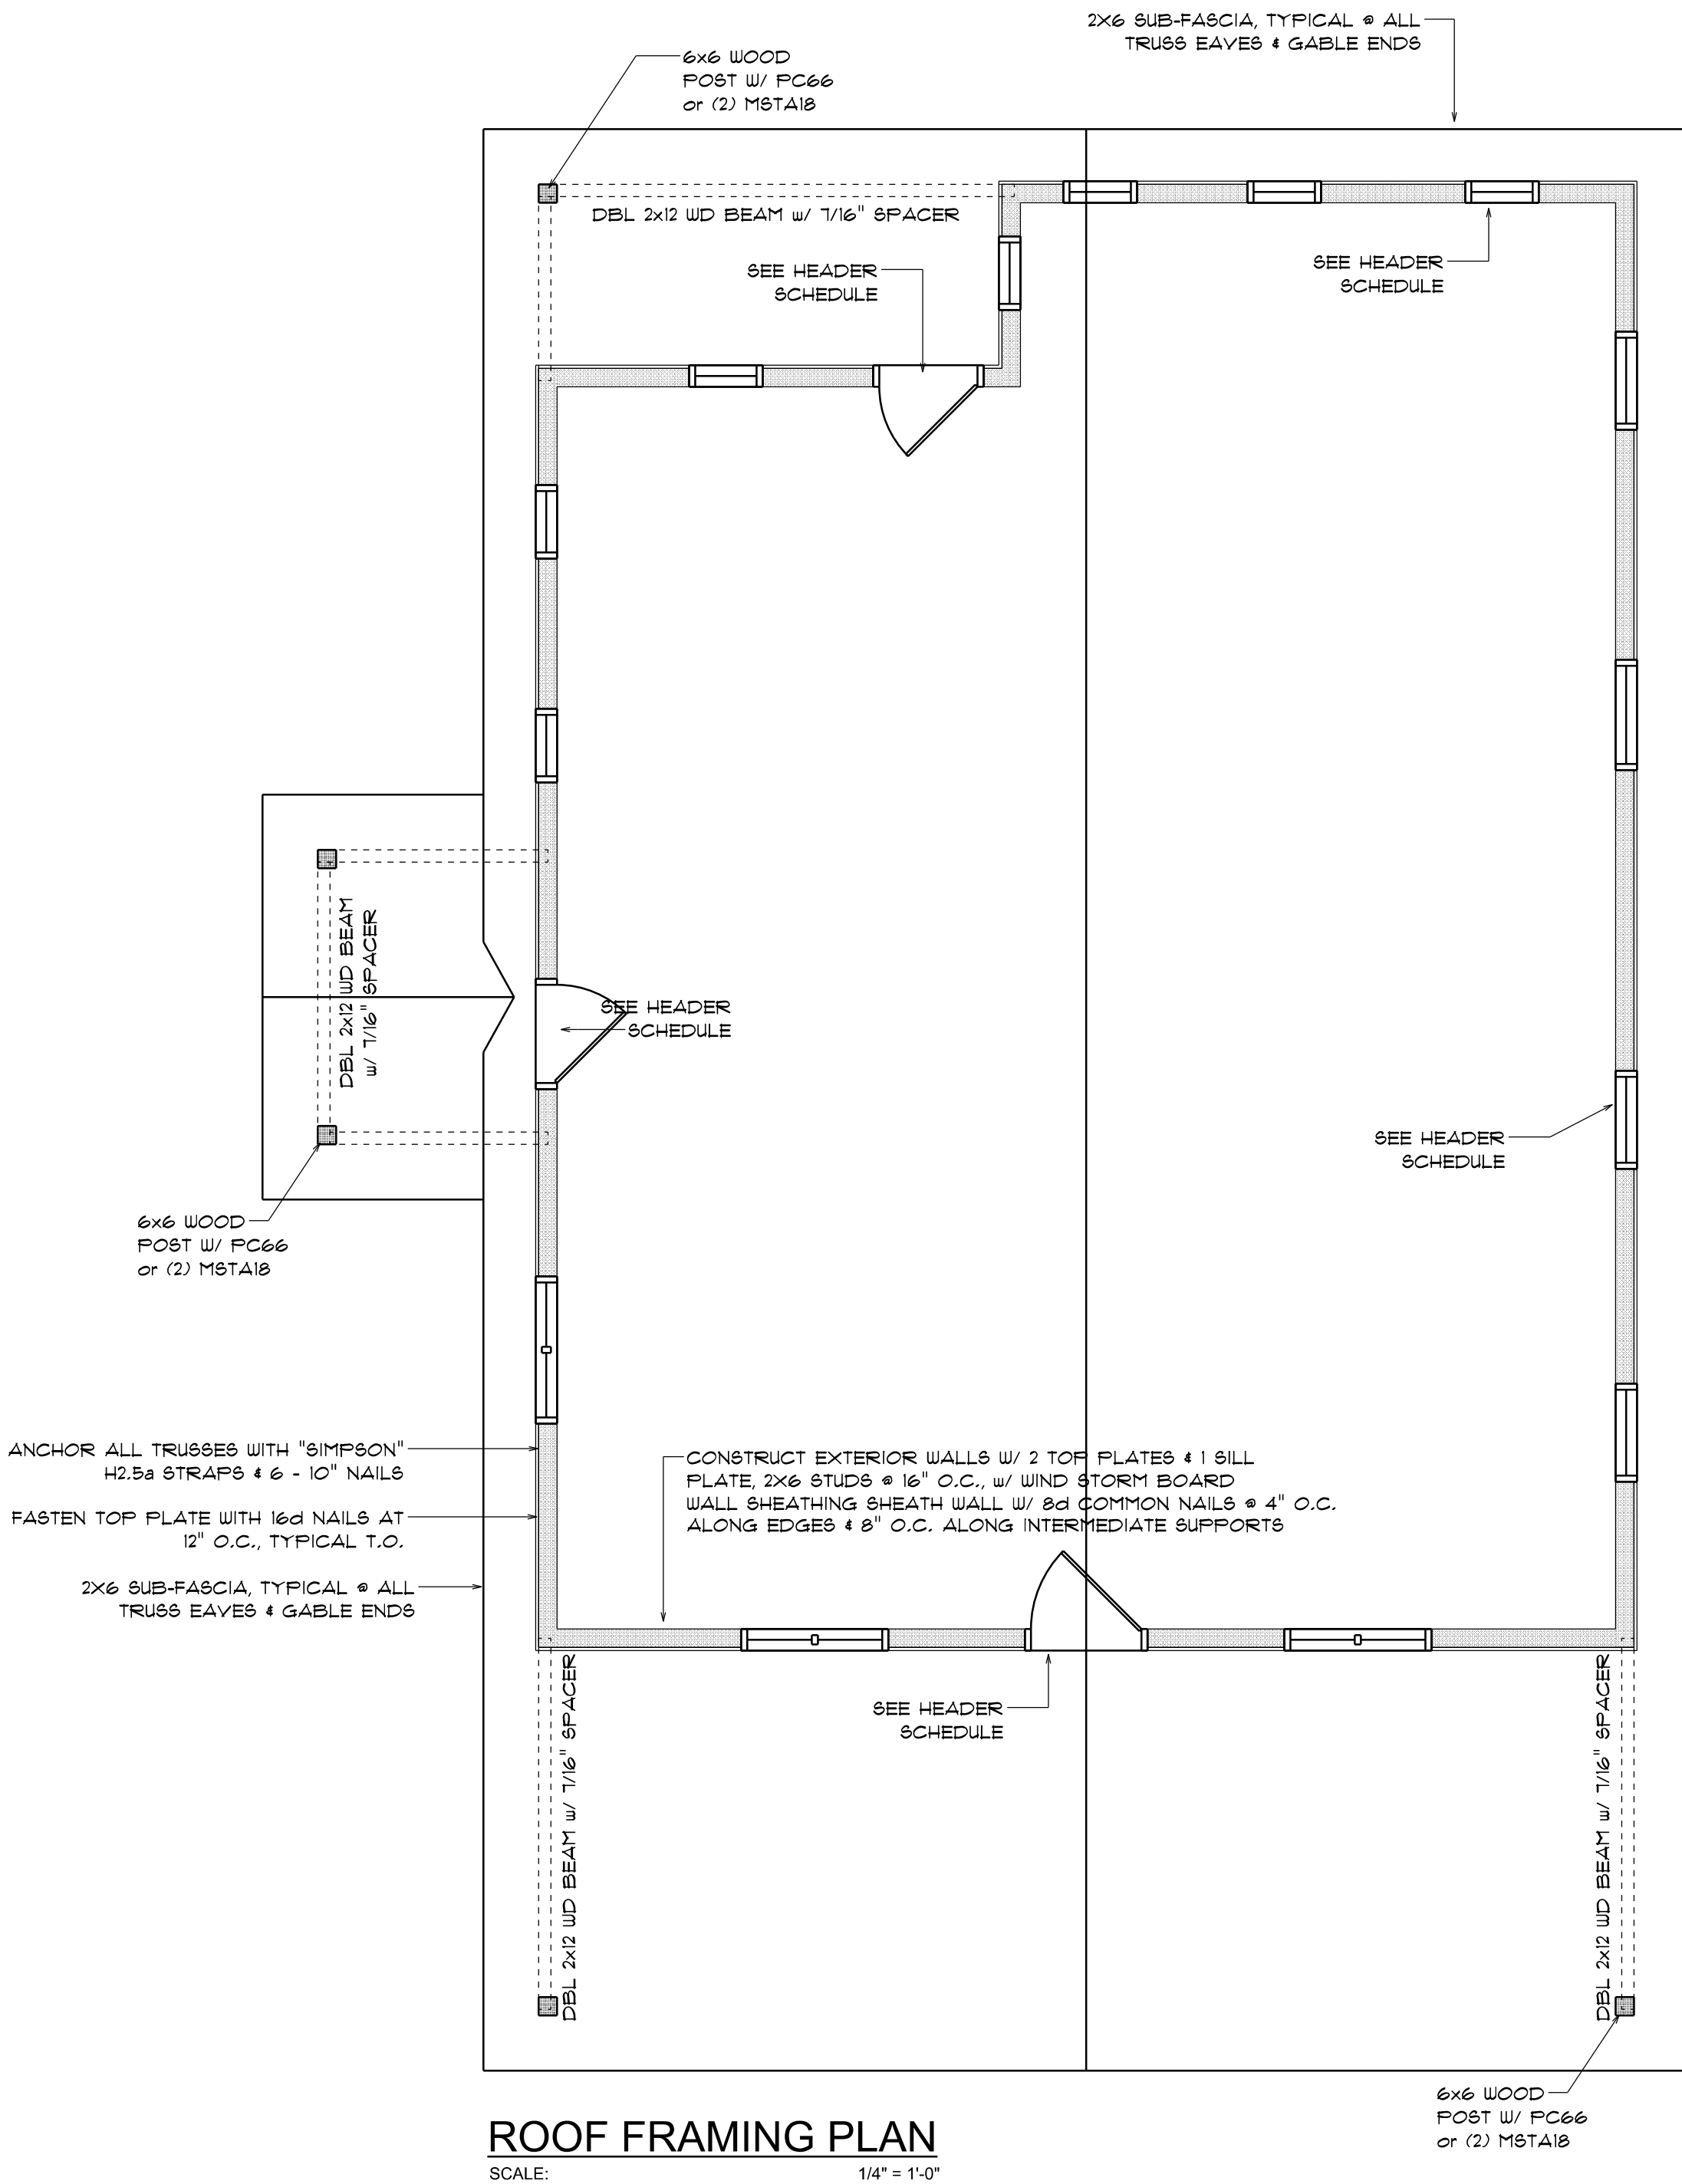 2X6 SUB-FASCIA, TYPICAL @ ALL
TRUSS EAVES & GABLE ENDS
6x6 WOOD
POST W/ PC66
or (2) MSTA18
DBL 2x12 WD BEAM w/ 7/16" SPACER
SEE HEADER
SCHEDULE
SEE HEADER
SCHEDULE
DBL 2x12 WD BEAM
w/ 7/16" SPACER
SEE HEADER
SCHEDULE
SEE HEADER
SCHEDULE
6x6 WOOD
POST W/ PC66
or (2) MSTA18
ANCHOR ALL TRUSSES WITH "SIMPSON"
H2.5a STRAPS & 6 - 10" NAILS
FASTEN TOP PLATE WITH 16d NAILS AT
12" O.C., TYPICAL T.O.
2X6 SUB-FASCIA, TYPICAL @ ALL
TRUSS EAVES & GABLE ENDS
CONSTRUCT EXTERIOR WALLS W/ 2 TOP PLATES & 1 SILL
PLATE, 2X6 STUDS @ 16" O.C., w/ WIND STORM BOARD
WALL SHEATHING SHEATH WALL W/ 8d COMMON NAILS @ 4" O.C.
ALONG EDGES & 8" O.C. ALONG INTERMEDIATE SUPPORTS
SEE HEADER
SCHEDULE
DBL 2x12 WD BEAM w/ 7/16" SPACER
DBL 2x12 WD BEAM w/ 7/16" SPACER
6x6 WOOD
POST W/ PC66
or (2) MSTA18
ROOF FRAMING PLAN
SCALE: 1/4" = 1'-0"